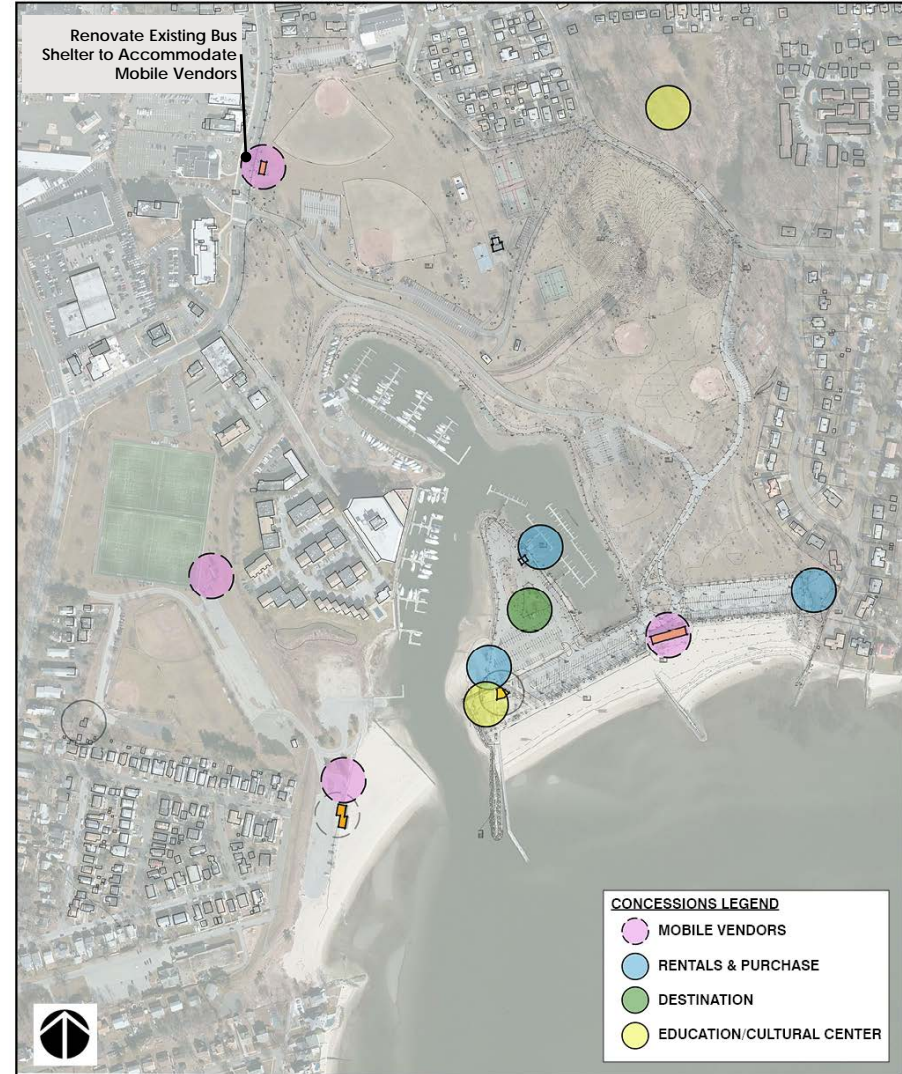 Renovate Existing Bus
Shelter to Accommodate
Mobile Vendors
CONCESSIONS LEGEND
MOBILE VENDORS
RENTALS & PURCHASE
DESTINATION
EDUCATION/CULTURAL CENTER